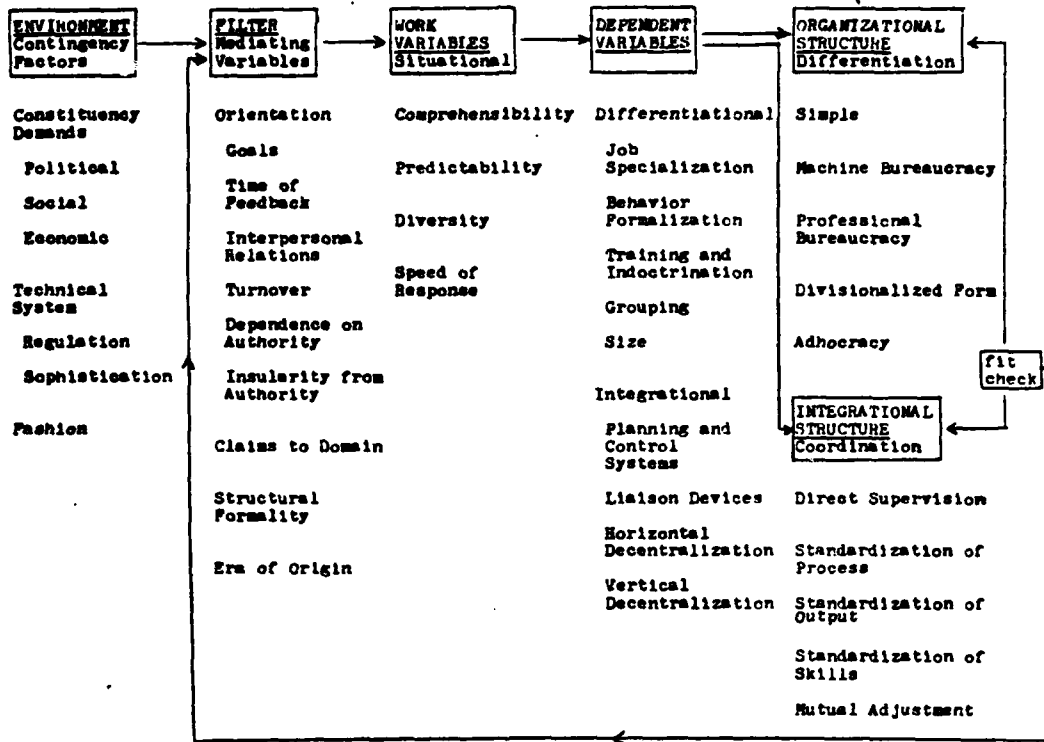 ENVIRONMENT
Contingency
Factors
Constituency
Demands
Political
Social
Economic
Technical
System
Regulation
Sophistication
Fashion
FILTER
Mediating
Variables
Orientation
Goals
Time of
Feedback
Interpersonal
Relations
Turnover
Dependence on
Authority
Insularity from
Authority
Claims to Domain
Structural
Formality
Era of Origin
WORK
VARIABLES
Situational
Comprehensibility
Predictability
Diversity
Speed of
Response
DEPENDENT
VARIABLES
Differentiational
Job
Specialization
Behavior
Formalization
Training and
Indoctrination
Grouping
Size
Integrational
Planning and
Control
Systems
Liaison Devices
Horizontal
Decentralization
Vertical
Decentralization
ORGANIZATIONAL
STRUCTURE
Differentiation
Simple
Machine Bureaucracy
Professional
Bureaucracy
Divisionalized Form
Adhocracy
fit
check
INTEGRATIONAL
STRUCTURE
Coordination
Direct Supervision
Standardization of
Process
Standardization of
Output
Standardization of
Skills
Mutual Adjustment